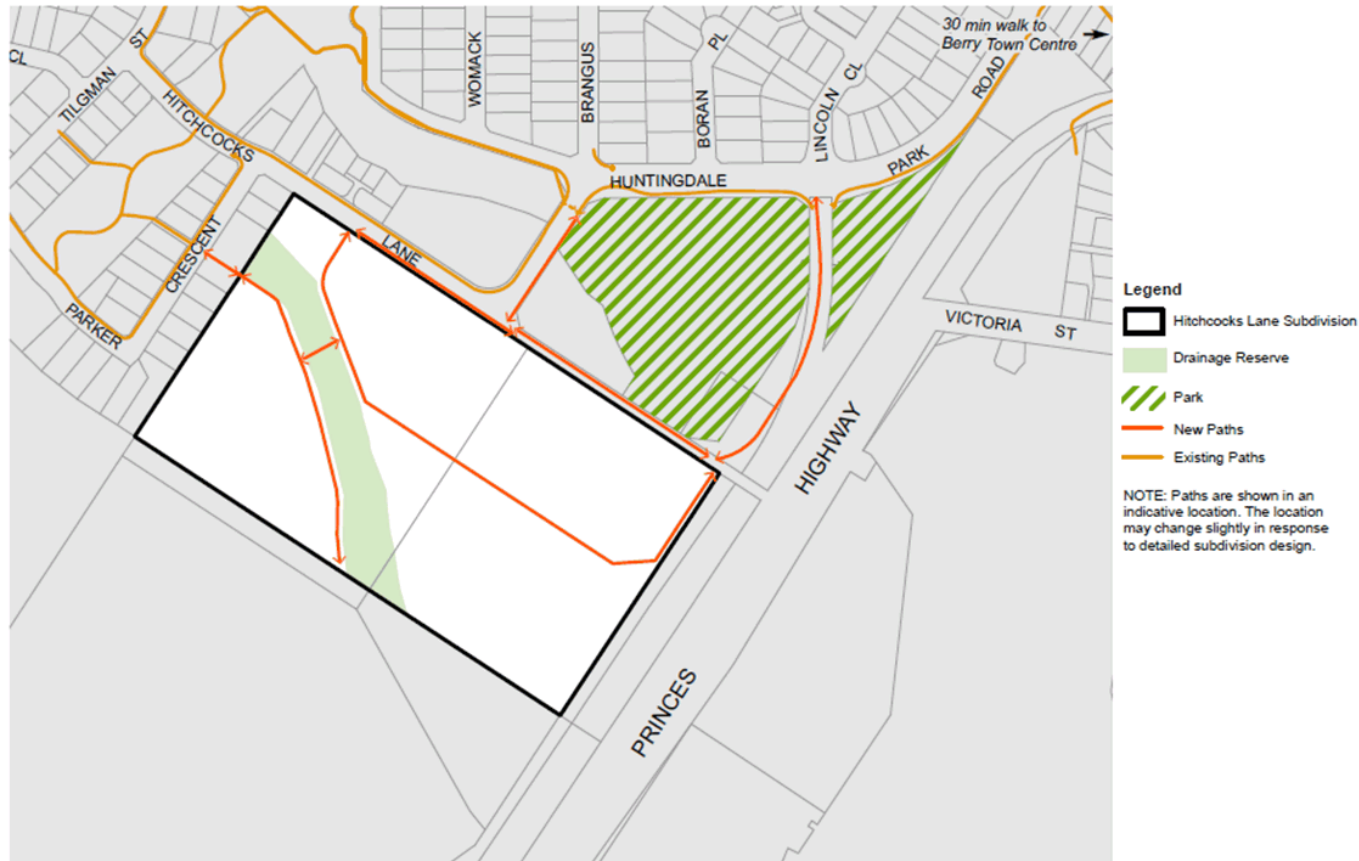 30 min walk to
Berry Town Centre
CL
TILGMAN ST
HITCHCOCKS
LANE
WOMACK
BRANGUS
BORAN PL
LINCOLN CL
PARK
ROAD
HUNTINGDALE
CRESCENT
PARKER
VICTORIA ST
PRINCES
HIGHWAY
Legend
Hitchcocks Lane Subdivision
Drainage Reserve
Park
New Paths
Existing Paths
NOTE: Paths are shown in an
indicative location. The location
may change slightly in response
to detailed subdivision design.